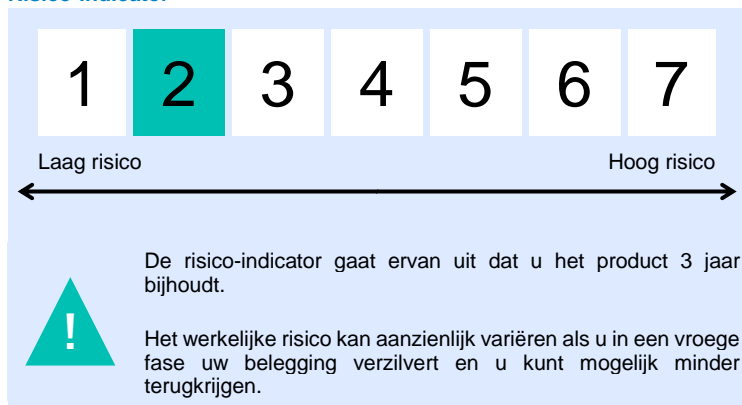 Risico-indicator
1 2 3 4 5 6 7
Laag risico Hoog risico
De risico-indicator gaat ervan uit dat u het product 3 jaar
bijhoudt.
!
Het werkelijke risico kan aanzienlijk variëren als u in een vroege
fase uw belegging verzilvert en u kunt mogelijk minder
terugkrijgen.